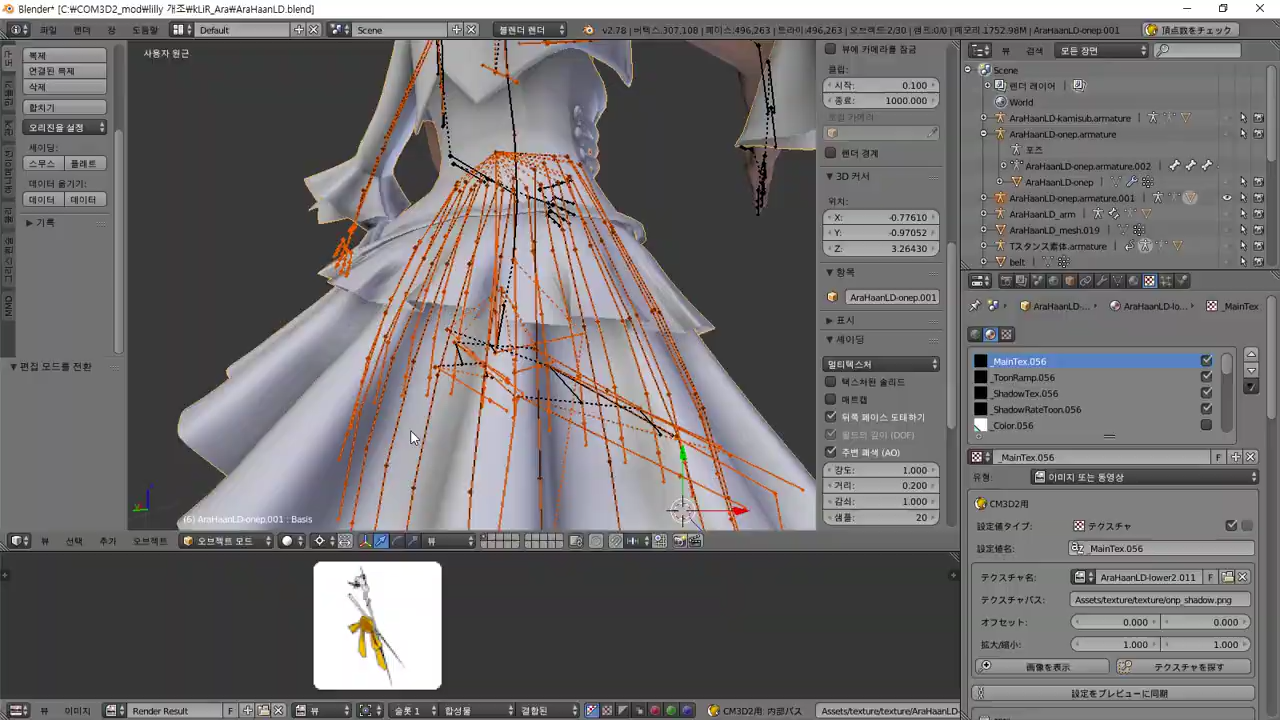 Blender* [C:\COM3D2_mod\lilly 개조\kLiR_Ara\AraHaanLD.blend]
파일 렌더 창 도움말 Default Scene 블렌더 렌더 v2.78 | 버텍스:307,108 | 페이스:496,263 | 트라이:496,263 | 오브젝트:2/30 | 램프:0/0 | 메모리:1752.98M | AraHaanLD-onep.001 頂点数をチェック
복제
연결된 복제
삭제
합치기
오리진을 설정
셰이딩:
스무스 플래트
데이터 옮기기:
데이터 데이터
▶ 기록
MMD
▼ 편집 모드를 전환
사용자 원근
(6) AraHaanLD-onep.001 : Basis
뷰에 카메라를 잠금
클립:
시작: 0.100
종료: 1000.000
로컬 카메라
렌더 경계
▼ 3D 커서
위치:
X: -0.77610
Y: -0.97052
Z: 3.26430
▼ 항목
AraHaanLD-onep.001
▶ 표시
▼ 셰이딩
멀티텍스처
텍스처된 솔리드
매트캡
뒤쪽 페이스 도태하기
필드의 깊이 (DOF)
주변 폐색 (AO)
강도: 1.000
거리: 0.200
감쇠: 1.000
샘플: 20
뷰 선택 추가 오브젝트 오브젝트 모드 뷰
뷰 검색 모든 장면
Scene
렌더 레이어
World
AraHaanLD-kamisub.armature
AraHaanLD-onep.armature
포즈
AraHaanLD-onep.armature.002
AraHaanLD-onep
AraHaanLD-onep.armature.001
AraHaanLD_arm
AraHaanLD_mesh.019
Tスタンス素体.armature
belt
AraHaanLD-... AraHaanLD-lo... _MainTex
_MainTex.056
_ToonRamp.056
_ShadowTex.056
_ShadowRateToon.056
_Color.056
_MainTex.056 F
유형: 이미지 또는 동영상
CM3D2用
設定値タイプ: テクスチャ
設定値名: _MainTex.056
テクスチャ名: AraHaanLD-lower2.011 F
テクスチャパス: Assets/texture/texture/onp_shadow.png
オフセット: 0.000 0.000
拡大/縮小: 1.000 1.000
画像を表示 テクスチャを探す
設定をプレビューに同期
뷰 이미지 Render Result F 뷰 슬롯 1 합성물 결합된 CM3D2用: 内部パス Assets/texture/texture/AraHaanLD-